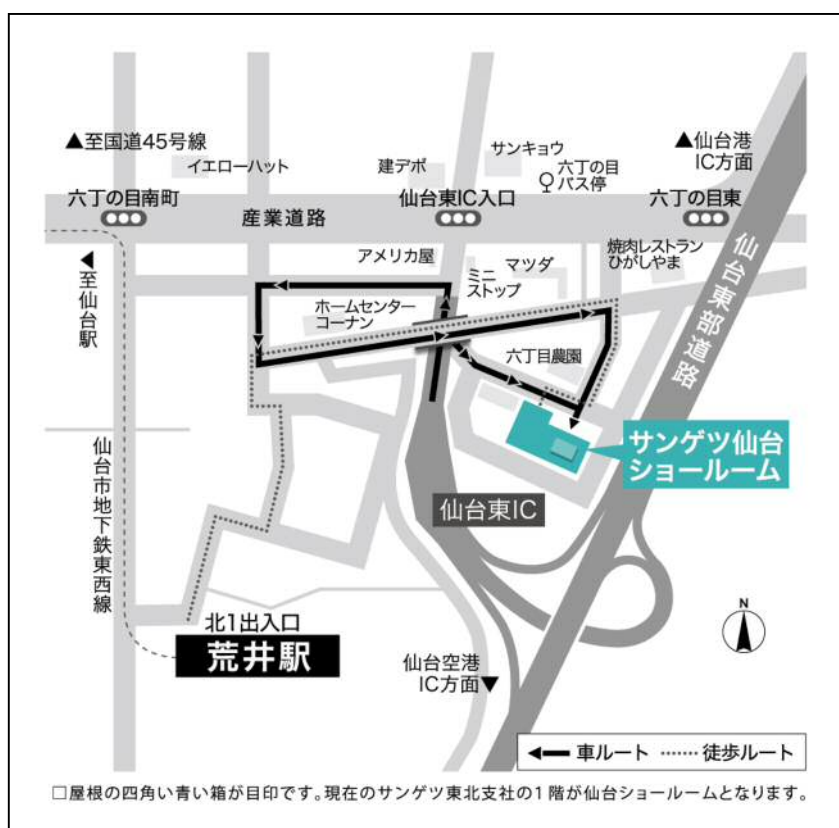 ▲至国道45号線
イエローハット
建デポ
サンキョウ
六丁の目
バス停
▲仙台港
IC方面
六丁の目南町
産業道路
仙台東IC入口
六丁の目東
▲至仙台駅
アメリカ屋
ミニ
ストップ
マツダ
焼肉レストラン
ひがしやま
仙台東部道路
ホームセンター
コーナン
六丁目農園
サンゲツ仙台
ショールーム
仙台市地下鉄東西線
仙台東IC
北1出入口
荒井駅
仙台空港
IC方面▼
N
車ルート
徒歩ルート
□屋根の四角い青い箱が目印です。現在のサンゲツ東北支社の1階が仙台ショールームとなります。